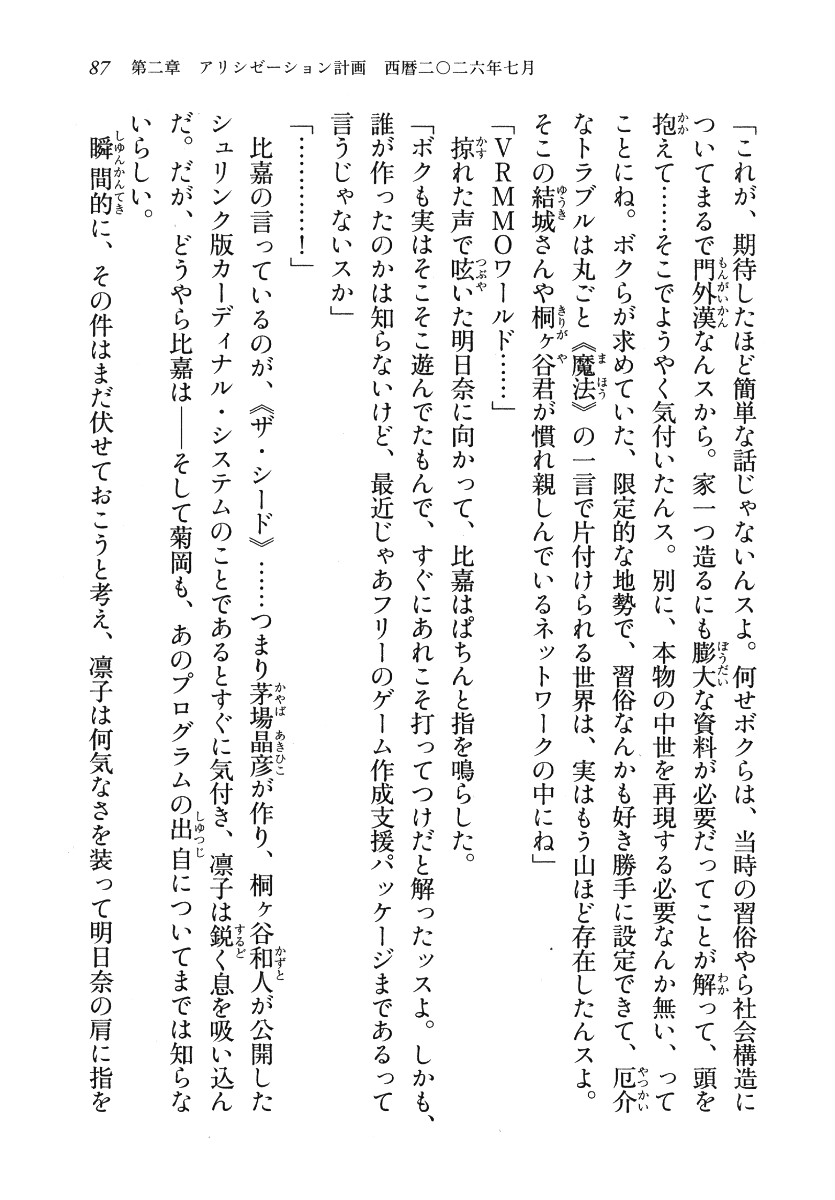 87　第二章　アリシゼーション計画　西暦二〇二六年七月
「これが、期待したほど簡単な話じゃないんスよ。何せボクらは、当時の習俗やら社会構造に
ついてまるで門外漢なんスから。家一つ造るにも膨大な資料が必要だってことが解って、頭を
抱えて……そこでようやく気付いたんス。別に、本物の中世を再現する必要なんか無い、って
ことにね。ボクらが求めていた、限定的な地勢で、習俗なんかも好き勝手に設定できて、厄介
なトラブルは丸ごと《魔法》の一言で片付けられる世界は、実はもう山ほど存在したんスよ。
そこの結城さんや桐ヶ谷君が慣れ親しんでいるネットワークの中にね」
「ＶＲＭＭＯワールド……」
　掠れた声で呟いた明日奈に向かって、比嘉はぱちんと指を鳴らした。
「ボクも実はそこそこ遊んでたもんで、すぐにあれこそ打ってつけだと解ったッスよ。しかも、
誰が作ったのかは知らないけど、最近じゃあフリーのゲーム作成支援パッケージまであるって
言うじゃないスか」
「…………！」
　比嘉の言っているのが、《ザ・シード》……つまり茅場晶彦が作り、桐ヶ谷和人が公開した
シュリンク版カーディナル・システムのことであるとすぐに気付き、凛子は鋭く息を吸い込ん
だ。だが、どうやら比嘉は――そして菊岡も、あのプログラムの出自についてまでは知らな
いらしい。
　瞬間的に、その件はまだ伏せておこうと考え、凛子は何気なさを装って明日奈の肩に指を